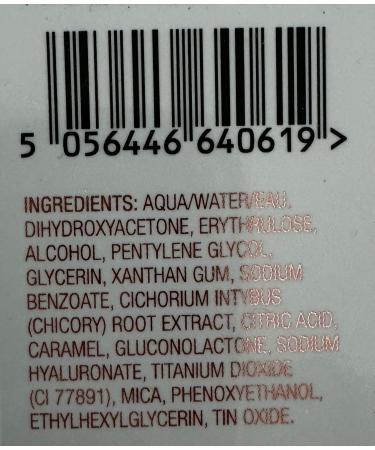 5 056446 640619 >
INGREDIENTS: AQUA/WATER/EAU,
DIHYDROXYACETONE, ERYTHRULOSE,
ALCOHOL, PENTYLENE GLYCOL,
GLYCERIN, XANTHAN GUM, SODIUM
BENZOATE, CICHORIUM INTYBUS
(CHICORY) ROOT EXTRACT, CITRIC ACID,
CARAMEL, GLUCONOLACTONE, SODIUM
HYALURONATE, TITANIUM DIOXIDE
(CI 77891), MICA, PHENOXYETHANOL,
ETHYLHEXYLGLYCERIN, TIN OXIDE.